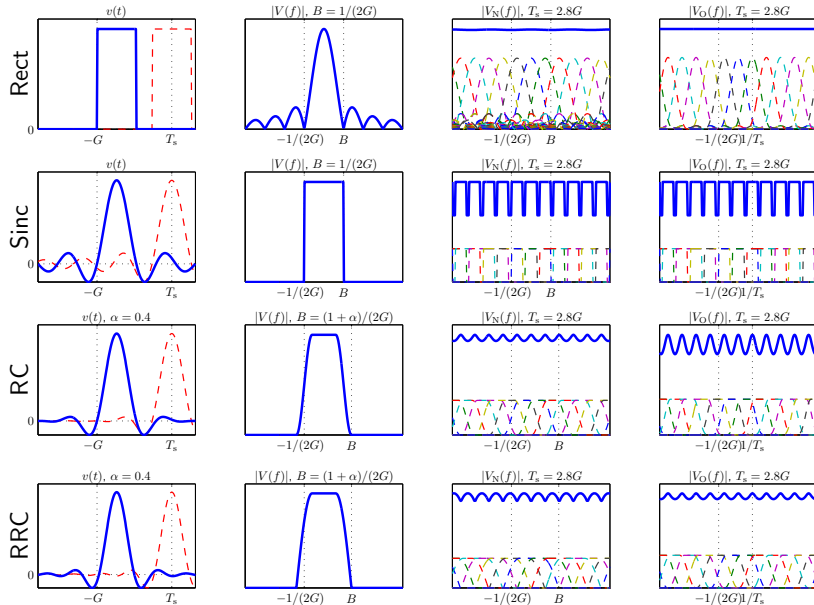 v(t)
|V(f)|, B = 1/(2G)
|V_N(f)|, T_s = 2.8G
|V_O(f)|, T_s = 2.8G
Rect
0
−G
T_s
−1/(2G)
B
−1/(2G)
B
−1/(2G)1/T_s
v(t)
|V(f)|, B = 1/(2G)
|V_N(f)|, T_s = 2.8G
|V_O(f)|, T_s = 2.8G
Sinc
0
−G
T_s
−1/(2G)
B
−1/(2G)
B
−1/(2G)1/T_s
v(t), α = 0.4
|V(f)|, B = (1 + α)/(2G)
|V_N(f)|, T_s = 2.8G
|V_O(f)|, T_s = 2.8G
RC
0
−G
T_s
−1/(2G)
B
−1/(2G)
B
−1/(2G)1/T_s
v(t), α = 0.4
|V(f)|, B = (1 + α)/(2G)
|V_N(f)|, T_s = 2.8G
|V_O(f)|, T_s = 2.8G
RRC
0
−G
T_s
−1/(2G)
B
−1/(2G)
B
−1/(2G)1/T_s